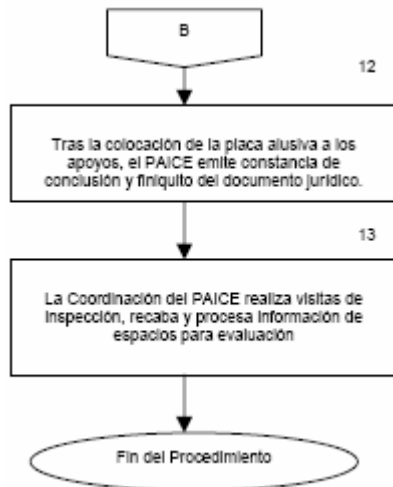 B
12
Tras la colocación de la placa alusiva a los
apoyos, el PAICE emite constancia de
conclusión y finiquito del documento jurídico.
13
La Coordinación del PAICE realiza visitas de
inspección, recaba y procesa información de
espacios para evaluación
Fin del Procedimiento